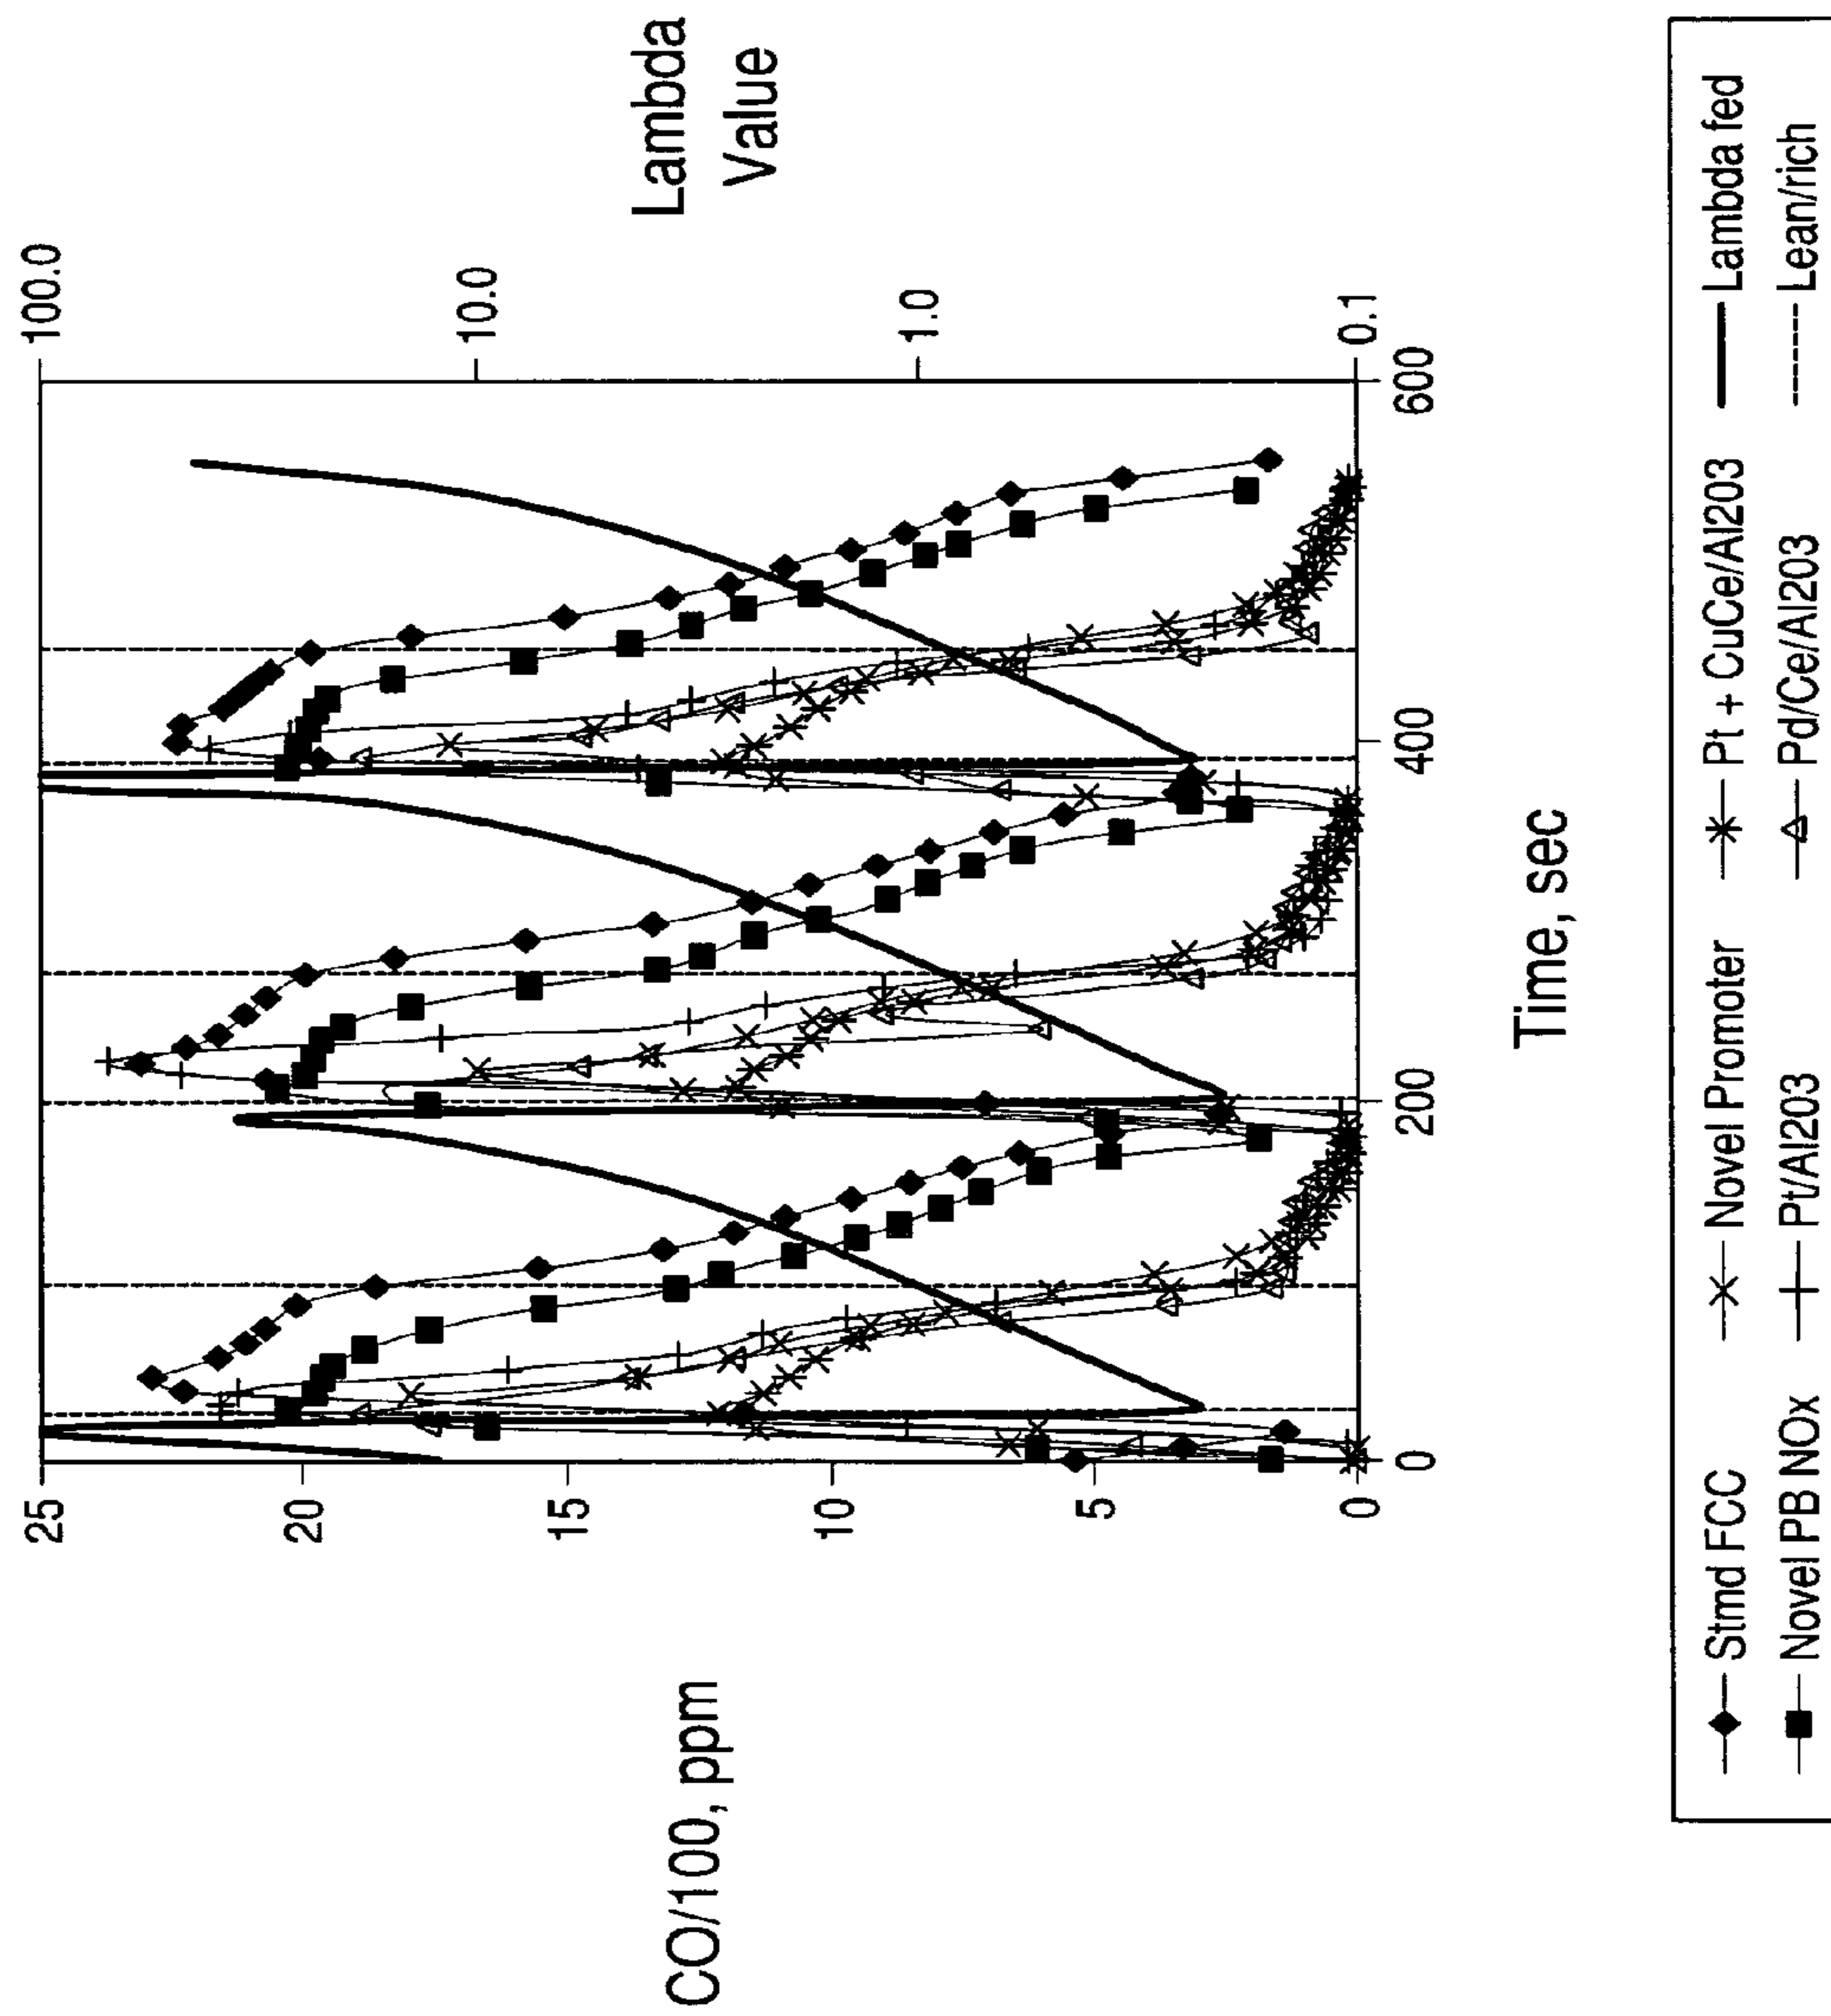 CO/100, ppm
25
20
15
10
5
0
0
200
400
600
Time, sec
100.0
10.0
1.0
0.1
Lambda
Value
Stmd FCC
Novel Promoter
Pt + CuCe/Al203
Lambda fed
Novel PB NOx
Pt/Al203
Pd/Ce/Al203
Lean/rich